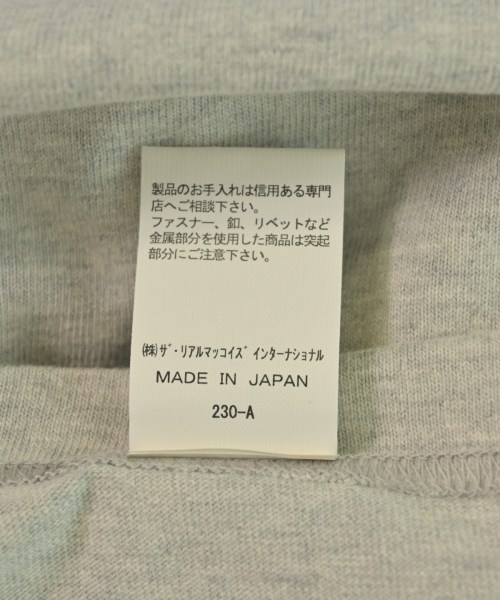 製品のお手入れは信用ある専門
店へご相談下さい。
ファスナー、釦、リベットなど
金属部分を使用した商品は突起
部分にご注意下さい。
㈱ｻﾞ・ﾘｱﾙﾏｯｺｲｽﾞ ｲﾝﾀｰﾅｼｮﾅﾙ
MADE IN JAPAN
230-A